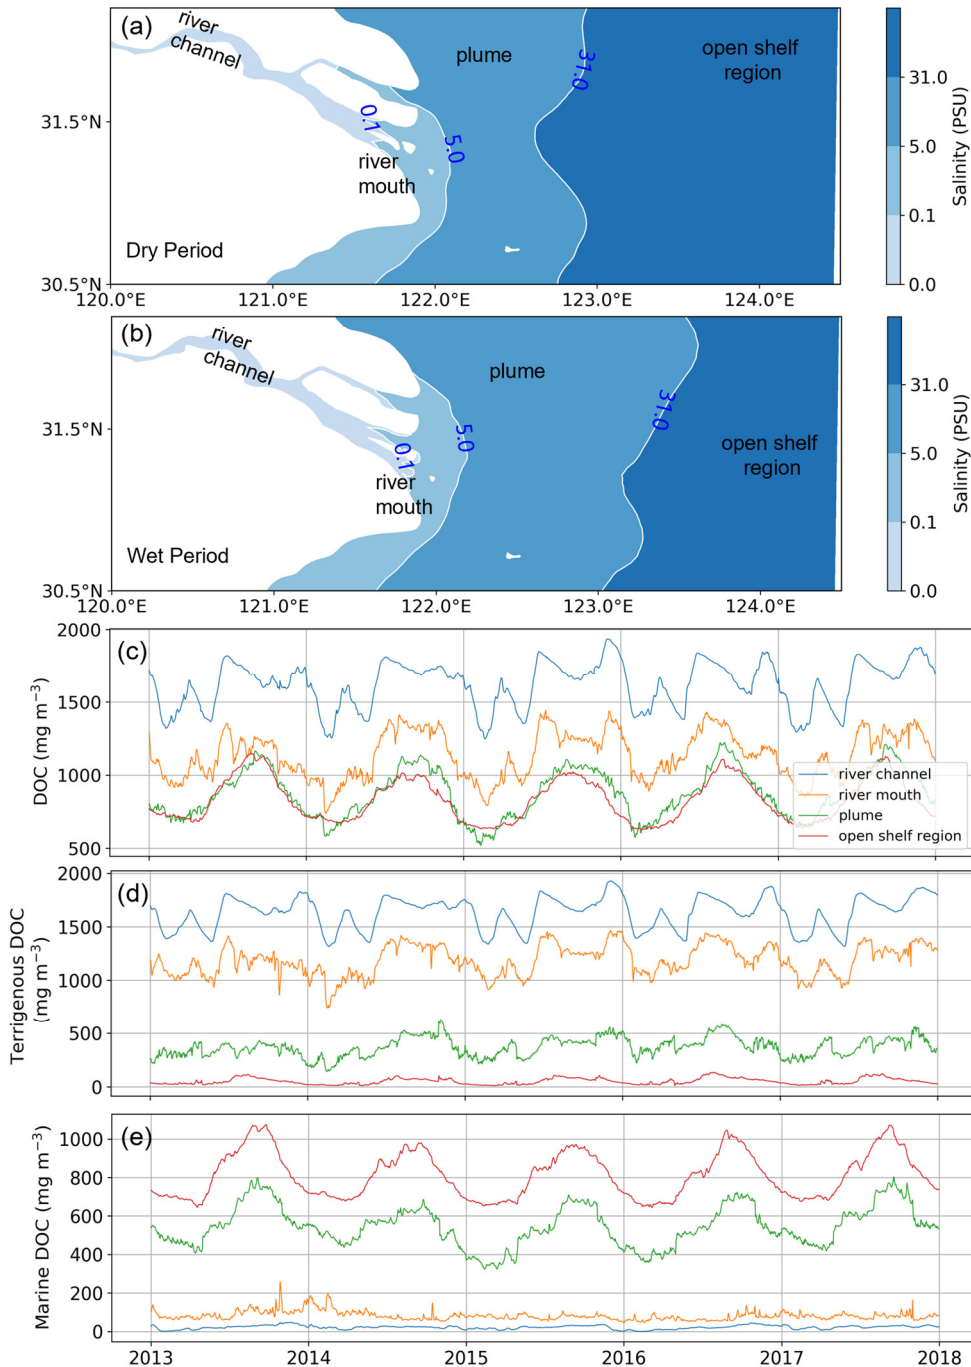 (a)
river
channel
plume
open shelf
region
31.0
0.1
5.0
river
mouth
Dry Period
31.5°N
30.5°N
120.0°E
121.0°E
122.0°E
123.0°E
124.0°E
31.0
5.0
0.1
0.0
Salinity (PSU)
(b)
river
channel
plume
open shelf
region
31.0
5.0
0.1
river
mouth
Wet Period
31.5°N
30.5°N
120.0°E
121.0°E
122.0°E
123.0°E
124.0°E
31.0
5.0
0.1
0.0
Salinity (PSU)
(c)
2000
1500
1000
500
DOC (mg m⁻³)
river channel
river mouth
plume
open shelf region
(d)
2000
1500
1000
500
0
Terrigenous DOC
(mg m⁻³)
(e)
1000
800
600
400
200
0
Marine DOC (mg m⁻³)
2013
2014
2015
2016
2017
2018